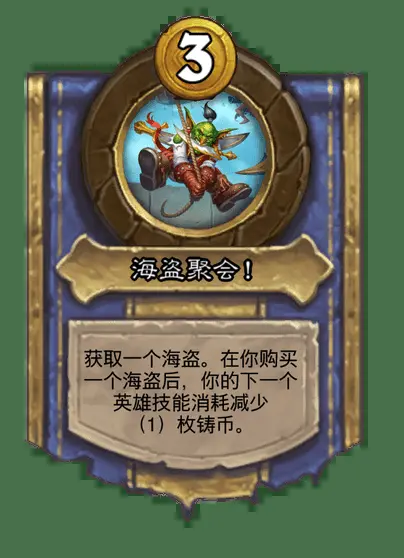 3
海盗聚会！
获取一个海盗。在你购买
一个海盗后，你的下一个
英雄技能消耗减少
（1）枚铸币。